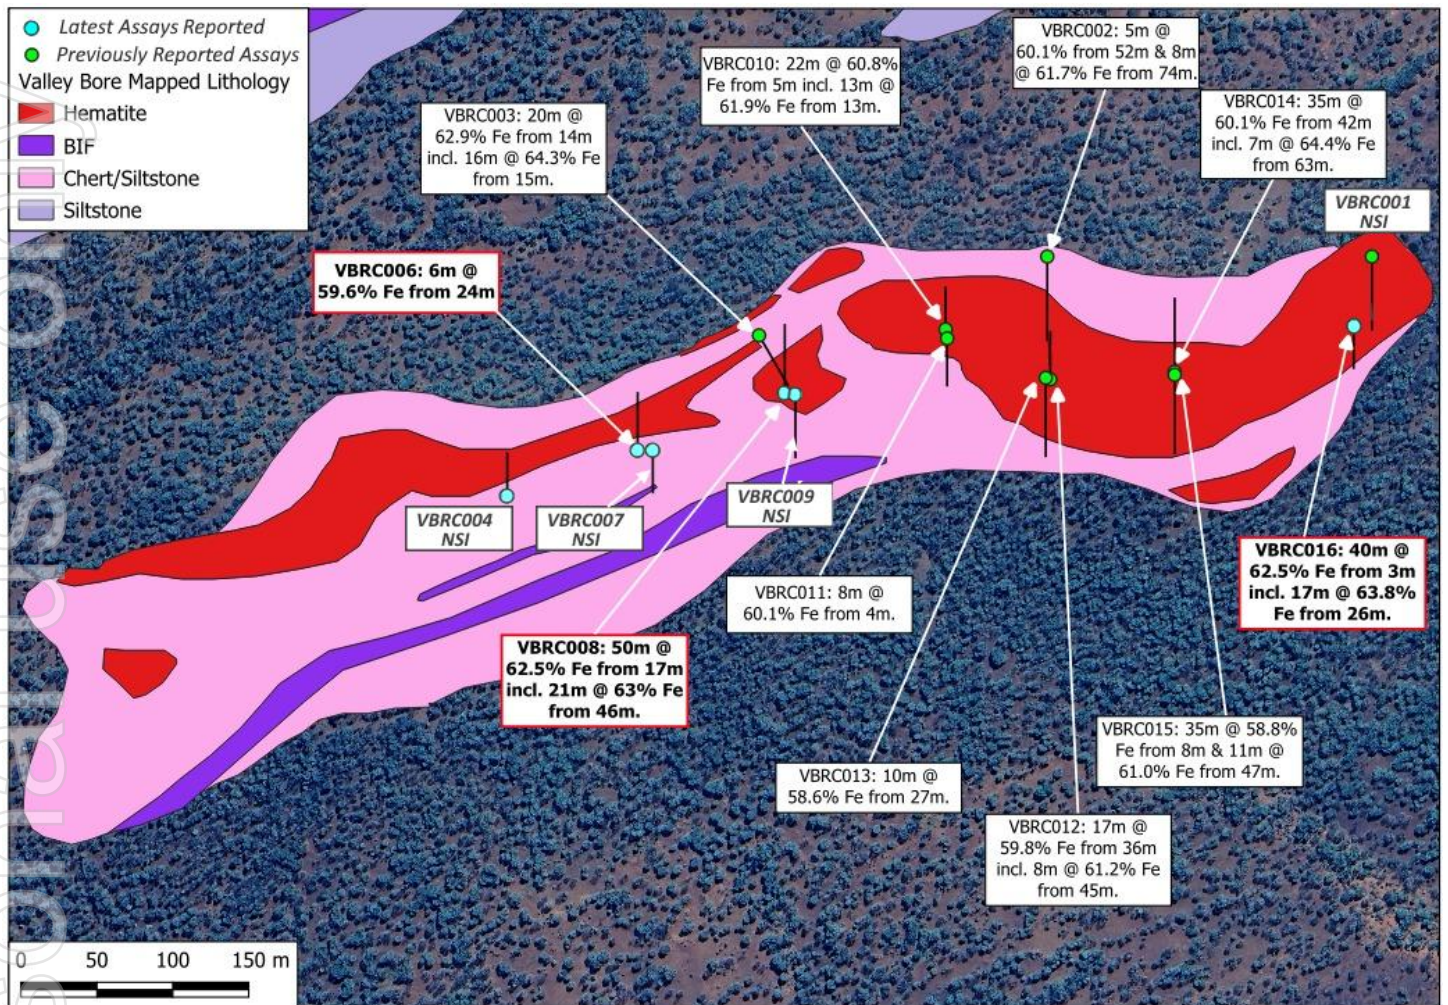 Latest Assays Reported
Previously Reported Assays
Valley Bore Mapped Lithology
Hematite
BIF
Chert/Siltstone
Siltstone
VBRC003: 20m @
62.9% Fe from 14m
incl. 16m @ 64.3% Fe
from 15m.
VBRC010: 22m @ 60.8%
Fe from 5m incl. 13m @
61.9% Fe from 13m.
VBRC002: 5m @
60.1% from 52m & 8m
@ 61.7% Fe from 74m.
VBRC014: 35m @
60.1% Fe from 42m
incl. 7m @ 64.4% Fe
from 63m.
VBRC001
NSI
VBRC006: 6m @
59.6% Fe from 24m
VBRC004
NSI
VBRC007
NSI
VBRC009
NSI
VBRC011: 8m @
60.1% Fe from 4m.
VBRC016: 40m @
62.5% Fe from 3m
incl. 17m @ 63.8%
Fe from 26m.
VBRC008: 50m @
62.5% Fe from 17m
incl. 21m @ 63% Fe
from 46m.
VBRC015: 35m @ 58.8%
Fe from 8m & 11m @
61.0% Fe from 47m.
VBRC013: 10m @
58.6% Fe from 27m.
VBRC012: 17m @
59.8% Fe from 36m
incl. 8m @ 61.2% Fe
from 45m.
0 50 100 150 m